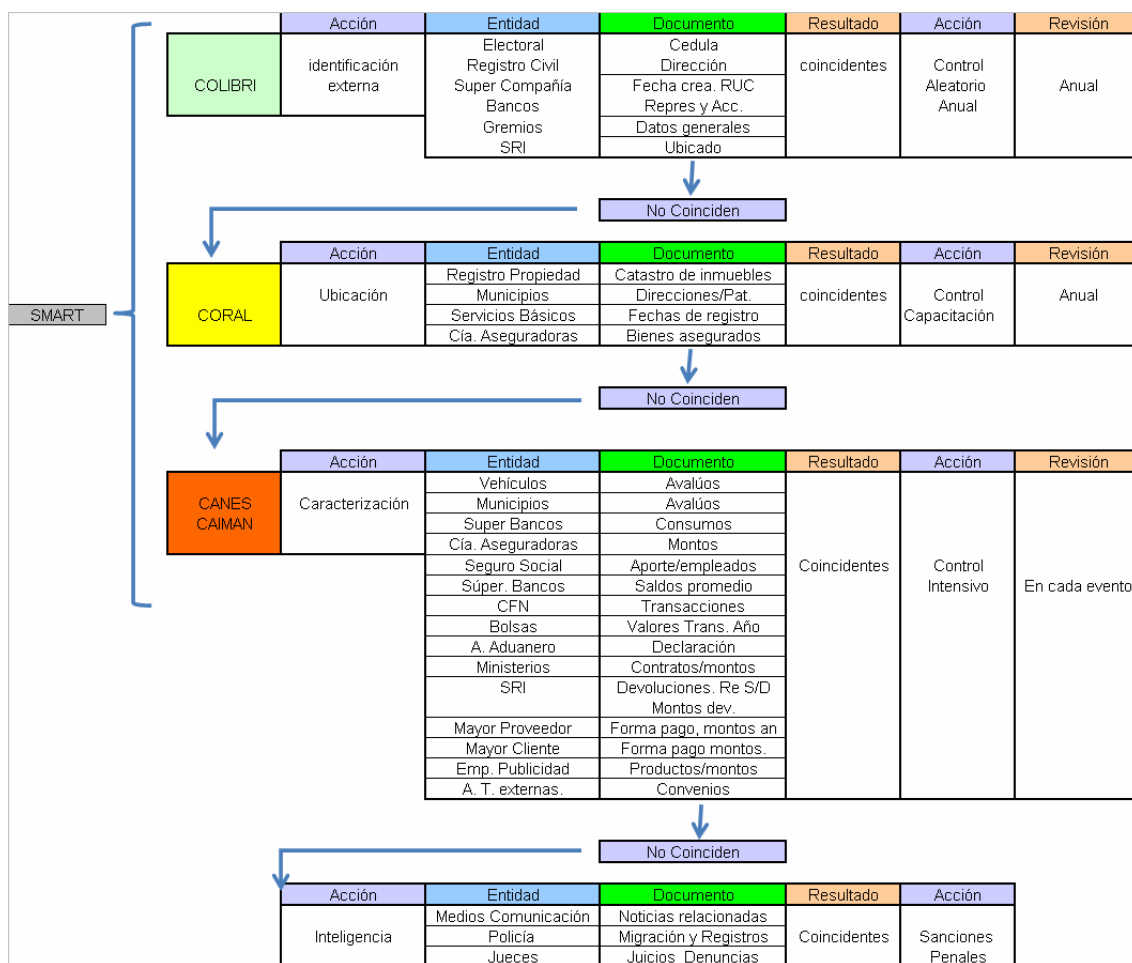 Acción Entidad Documento Resultado Acción Revisión
Electoral Cedula
identificación Registro Civil Dirección coincidentes Control
COLIBRI externa Super Compañía Fecha crea. RUC Aleatorio Anual
Bancos Repres y Acc. Anual
Gremios Datos generales
SRI Ubicado
No Coinciden
Acción Entidad Documento Resultado Acción Revisión
Registro Propiedad Catastro de inmuebles
Ubicación Municipios Direcciones/Pat. coincidentes Control Anual
SMART CORAL Servicios Básicos Fechas de registro Capacitación
Cía. Aseguradoras Bienes asegurados
No Coinciden
Acción Entidad Documento Resultado Acción Revisión
Vehículos Avalúos
CANES Caracterización Municipios Avalúos
CAIMAN Super Bancos Consumos
Cía. Aseguradoras Montos
Seguro Social Aporte/empleados Coincidentes Control
Súper. Bancos Saldos promedio Intensivo En cada evento
CFN Transacciones
Bolsas Valores Trans. Año
A. Aduanero Declaración
Ministerios Contratos/montos
SRI Devoluciones. Re S/D
Montos dev.
Mayor Proveedor Forma pago, montos an
Mayor Cliente Forma pago montos.
Emp. Publicidad Productos/montos
A. T. externas. Convenios
No Coinciden
Acción Entidad Documento Resultado Acción
Medios Comunicación Noticias relacionadas
Inteligencia Policía Migración y Registros Coincidentes Sanciones
Jueces Juicios Denuncias Penales